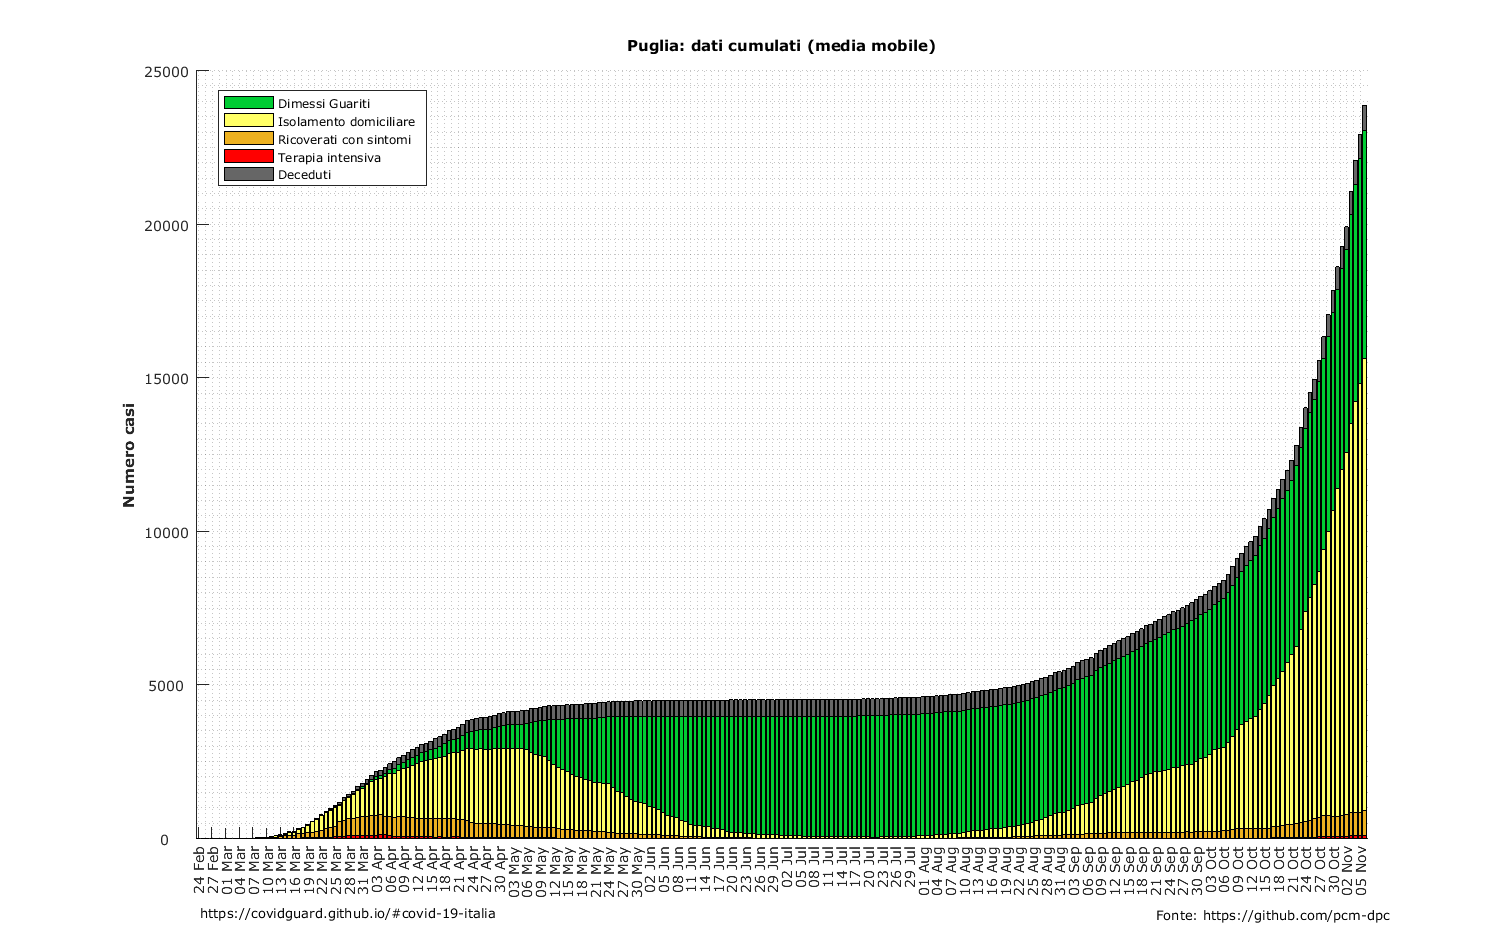 Puglia: dati cumulati (media mobile)
25000
20000
15000
10000
5000
0
Numero casi
Dimessi Guariti
Isolamento domiciliare
Ricoverati con sintomi
Terapia intensiva
Deceduti
24 Feb
27 Feb
01 Mar
04 Mar
07 Mar
10 Mar
13 Mar
16 Mar
19 Mar
22 Mar
25 Mar
28 Mar
31 Mar
03 Apr
06 Apr
09 Apr
12 Apr
15 Apr
18 Apr
21 Apr
24 Apr
27 Apr
30 Apr
03 May
06 May
09 May
12 May
15 May
18 May
21 May
24 May
27 May
30 May
02 Jun
05 Jun
08 Jun
11 Jun
14 Jun
17 Jun
20 Jun
23 Jun
26 Jun
29 Jun
02 Jul
05 Jul
08 Jul
11 Jul
14 Jul
17 Jul
20 Jul
23 Jul
26 Jul
29 Jul
01 Aug
04 Aug
07 Aug
10 Aug
13 Aug
16 Aug
19 Aug
22 Aug
25 Aug
28 Aug
31 Aug
03 Sep
06 Sep
09 Sep
12 Sep
15 Sep
18 Sep
21 Sep
24 Sep
27 Sep
30 Sep
03 Oct
06 Oct
09 Oct
12 Oct
15 Oct
18 Oct
21 Oct
24 Oct
27 Oct
30 Oct
02 Nov
05 Nov
https://covidguard.github.io/#covid-19-italia
Fonte: https://github.com/pcm-dpc